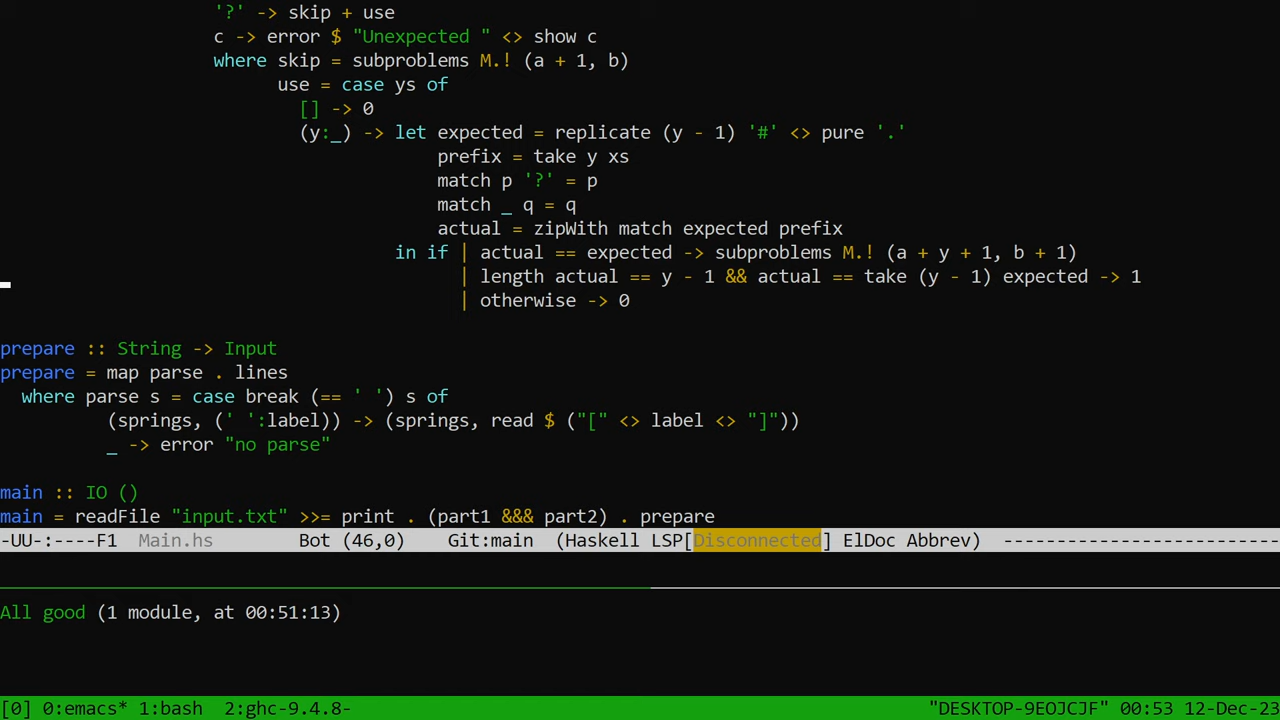 '?' -> skip + use
c -> error $ "Unexpected " <> show c
where skip = subproblems M.! (a + 1, b)
use = case ys of
[] -> 0
(y:_) -> let expected = replicate (y - 1) '#' <> pure '.'
prefix = take y xs
match p '?' = p
match _ q = q
actual = zipWith match expected prefix
in if | actual == expected -> subproblems M.! (a + y + 1, b + 1)
| length actual == y - 1 && actual == take (y - 1) expected -> 1
| otherwise -> 0
prepare :: String -> Input
prepare = map parse . lines
where parse s = case break (== ' ') s of
(springs, (' ':label)) -> (springs, read $ ("[" <> label <> "]"))
_ -> error "no parse"
main :: IO ()
main = readFile "input.txt" >>= print . (part1 &&& part2) . prepare
-UU-:----F1  Main.hs        Bot (46,0)    Git:main  (Haskell LSP[Disconnected] ElDoc Abbrev) --------------------------
All good (1 module, at 00:51:13)
[0] 0:emacs* 1:bash  2:ghc-9.4.8- "DESKTOP-9EOJCJF" 00:53 12-Dec-23